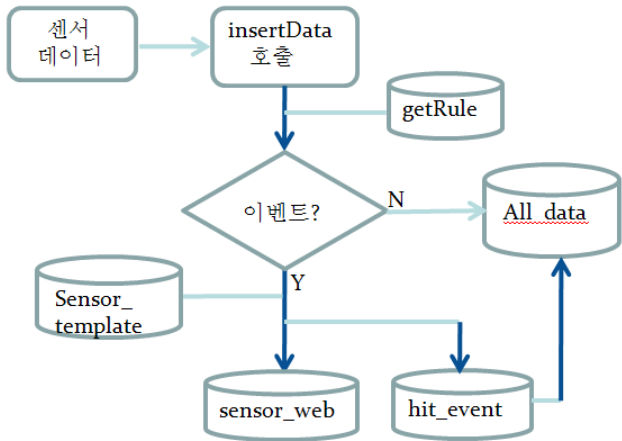 센서
데이터
insertData
호출
getRule
이벤트?
N
All_data
Y
Sensor_
template
sensor_web
hit_event